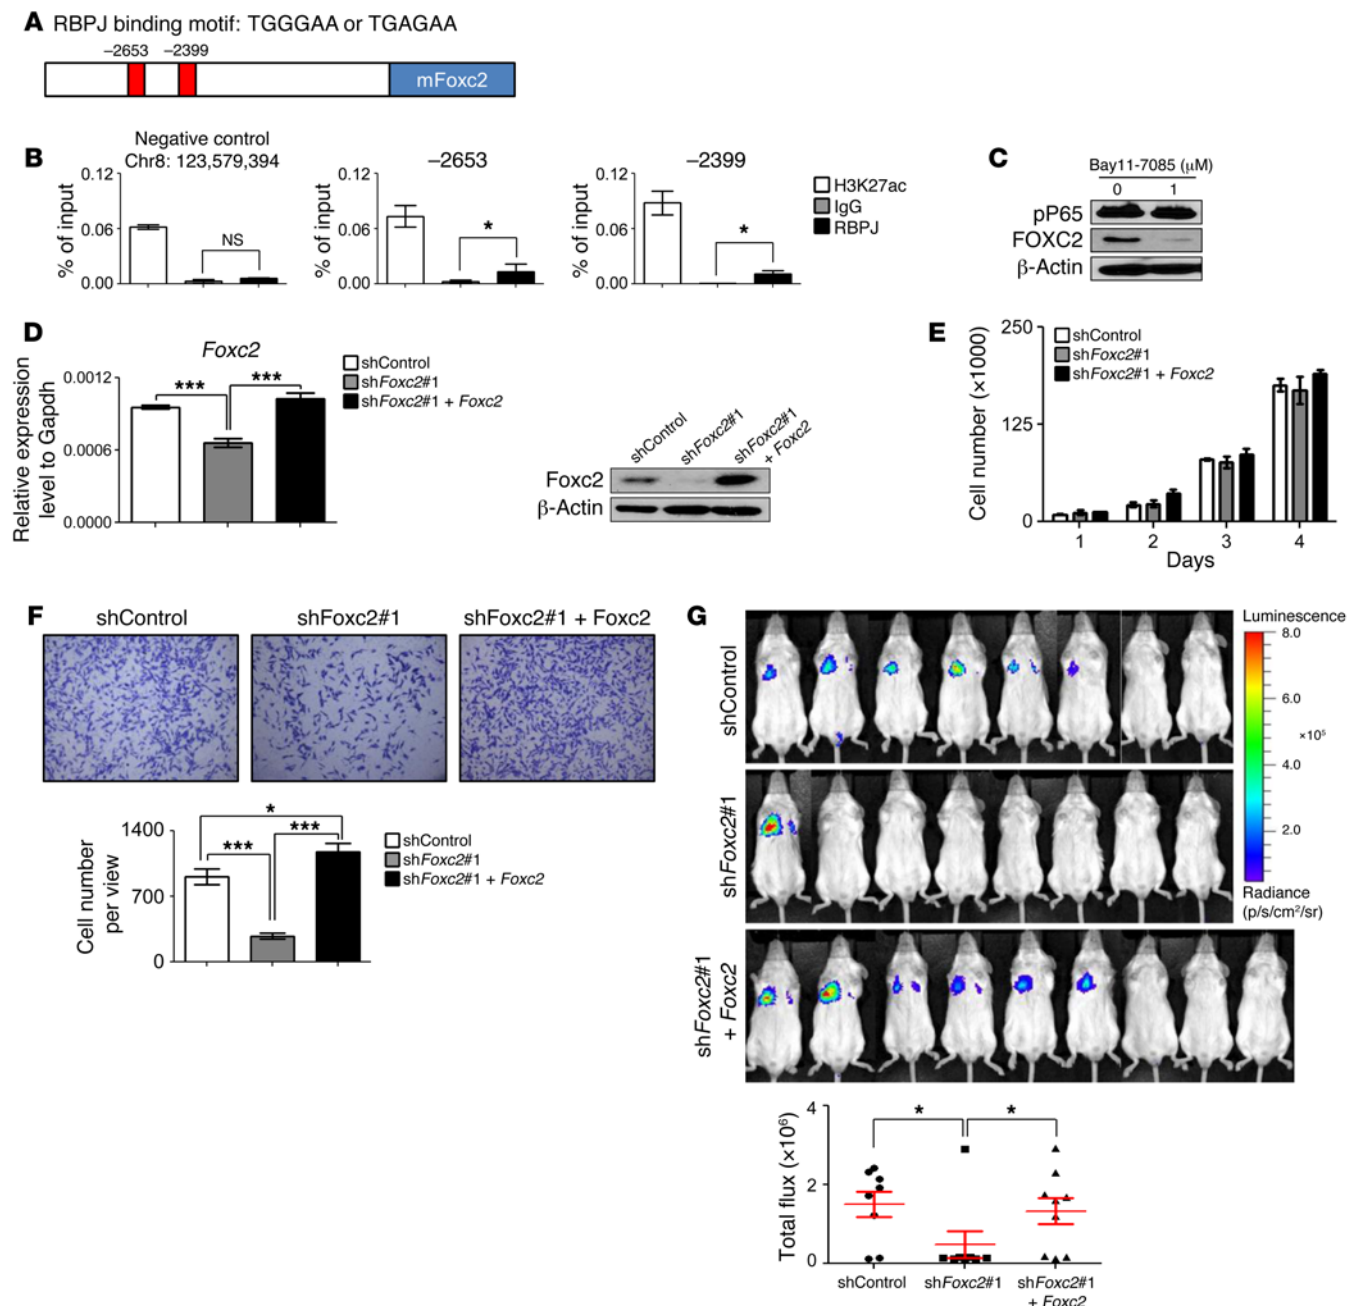 A RBPJ binding motif: TGGGAA or TGAGAA
–2653 –2399
mFoxc2
B
Negative control
Chr8: 123,579,394
% of input
0.12
0.06
0.00
NS
–2653
% of input
0.12
0.06
0.00
*
–2399
% of input
0.12
0.06
0.00
*
H3K27ac
IgG
RBPJ
C
Bay11-7085 (μM)
0 1
pP65
FOXC2
β-Actin
D
Foxc2
Relative expression
level to Gapdh
0.0012
0.0006
0.0000
*** ***
shControl
shFoxc2#1
shFoxc2#1 + Foxc2
shControl
shFoxc2#1
shFoxc2#1
+ Foxc2
Foxc2
β-Actin
E
Cell number (×1000)
250
125
0
shControl
shFoxc2#1
shFoxc2#1 + Foxc2
1 2 3 4
Days
F
shControl shFoxc2#1 shFoxc2#1 + Foxc2
Cell number
per view
1400
700
0
*
*** ***
shControl
shFoxc2#1
shFoxc2#1 + Foxc2
G
shControl
shFoxc2#1
shFoxc2#1
+ Foxc2
Luminescence
8.0
6.0
×10⁵
4.0
2.0
Radiance
(p/s/cm²/sr)
Total flux (×10⁶)
4
2
0
* *
shControl shFoxc2#1 shFoxc2#1
+ Foxc2